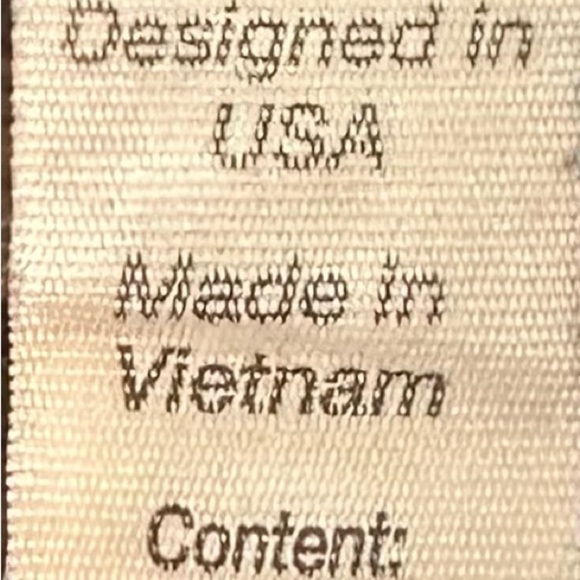 Designed in
USA
Made in
Vietnam
Content: